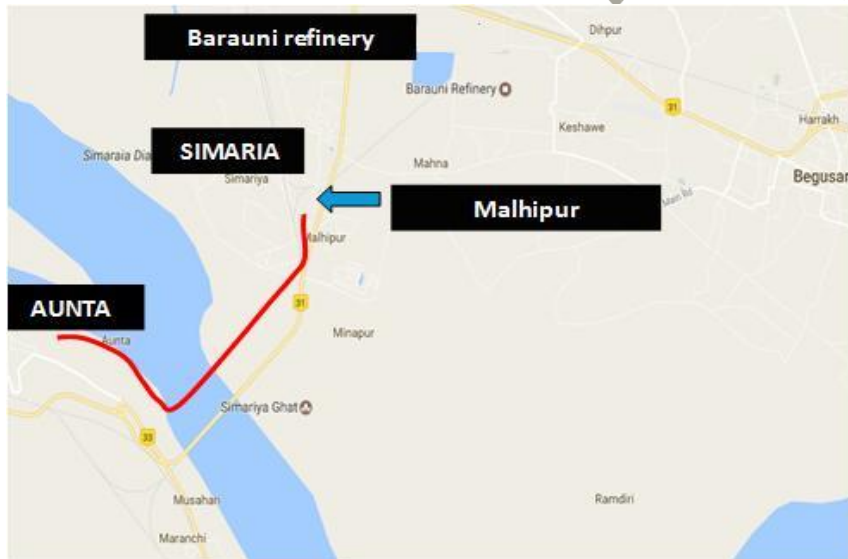 Barauni refinery
Dihpur
Barauni Refinery
31
Harrakh
Keshawe
SIMARIA
Simaraia Dia
Simariya
Mahna
Begusar
Main Rd
Malhipur
Malhipur
31
AUNTA
Aunta
Minapur
Simariya Ghat
33
Musahari
Ramdiri
Maranchi